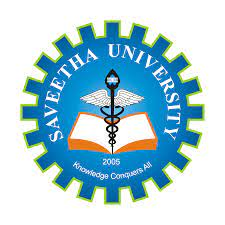 SAVEETHA UNIVERSITY
2005
Knowledge Conquers All